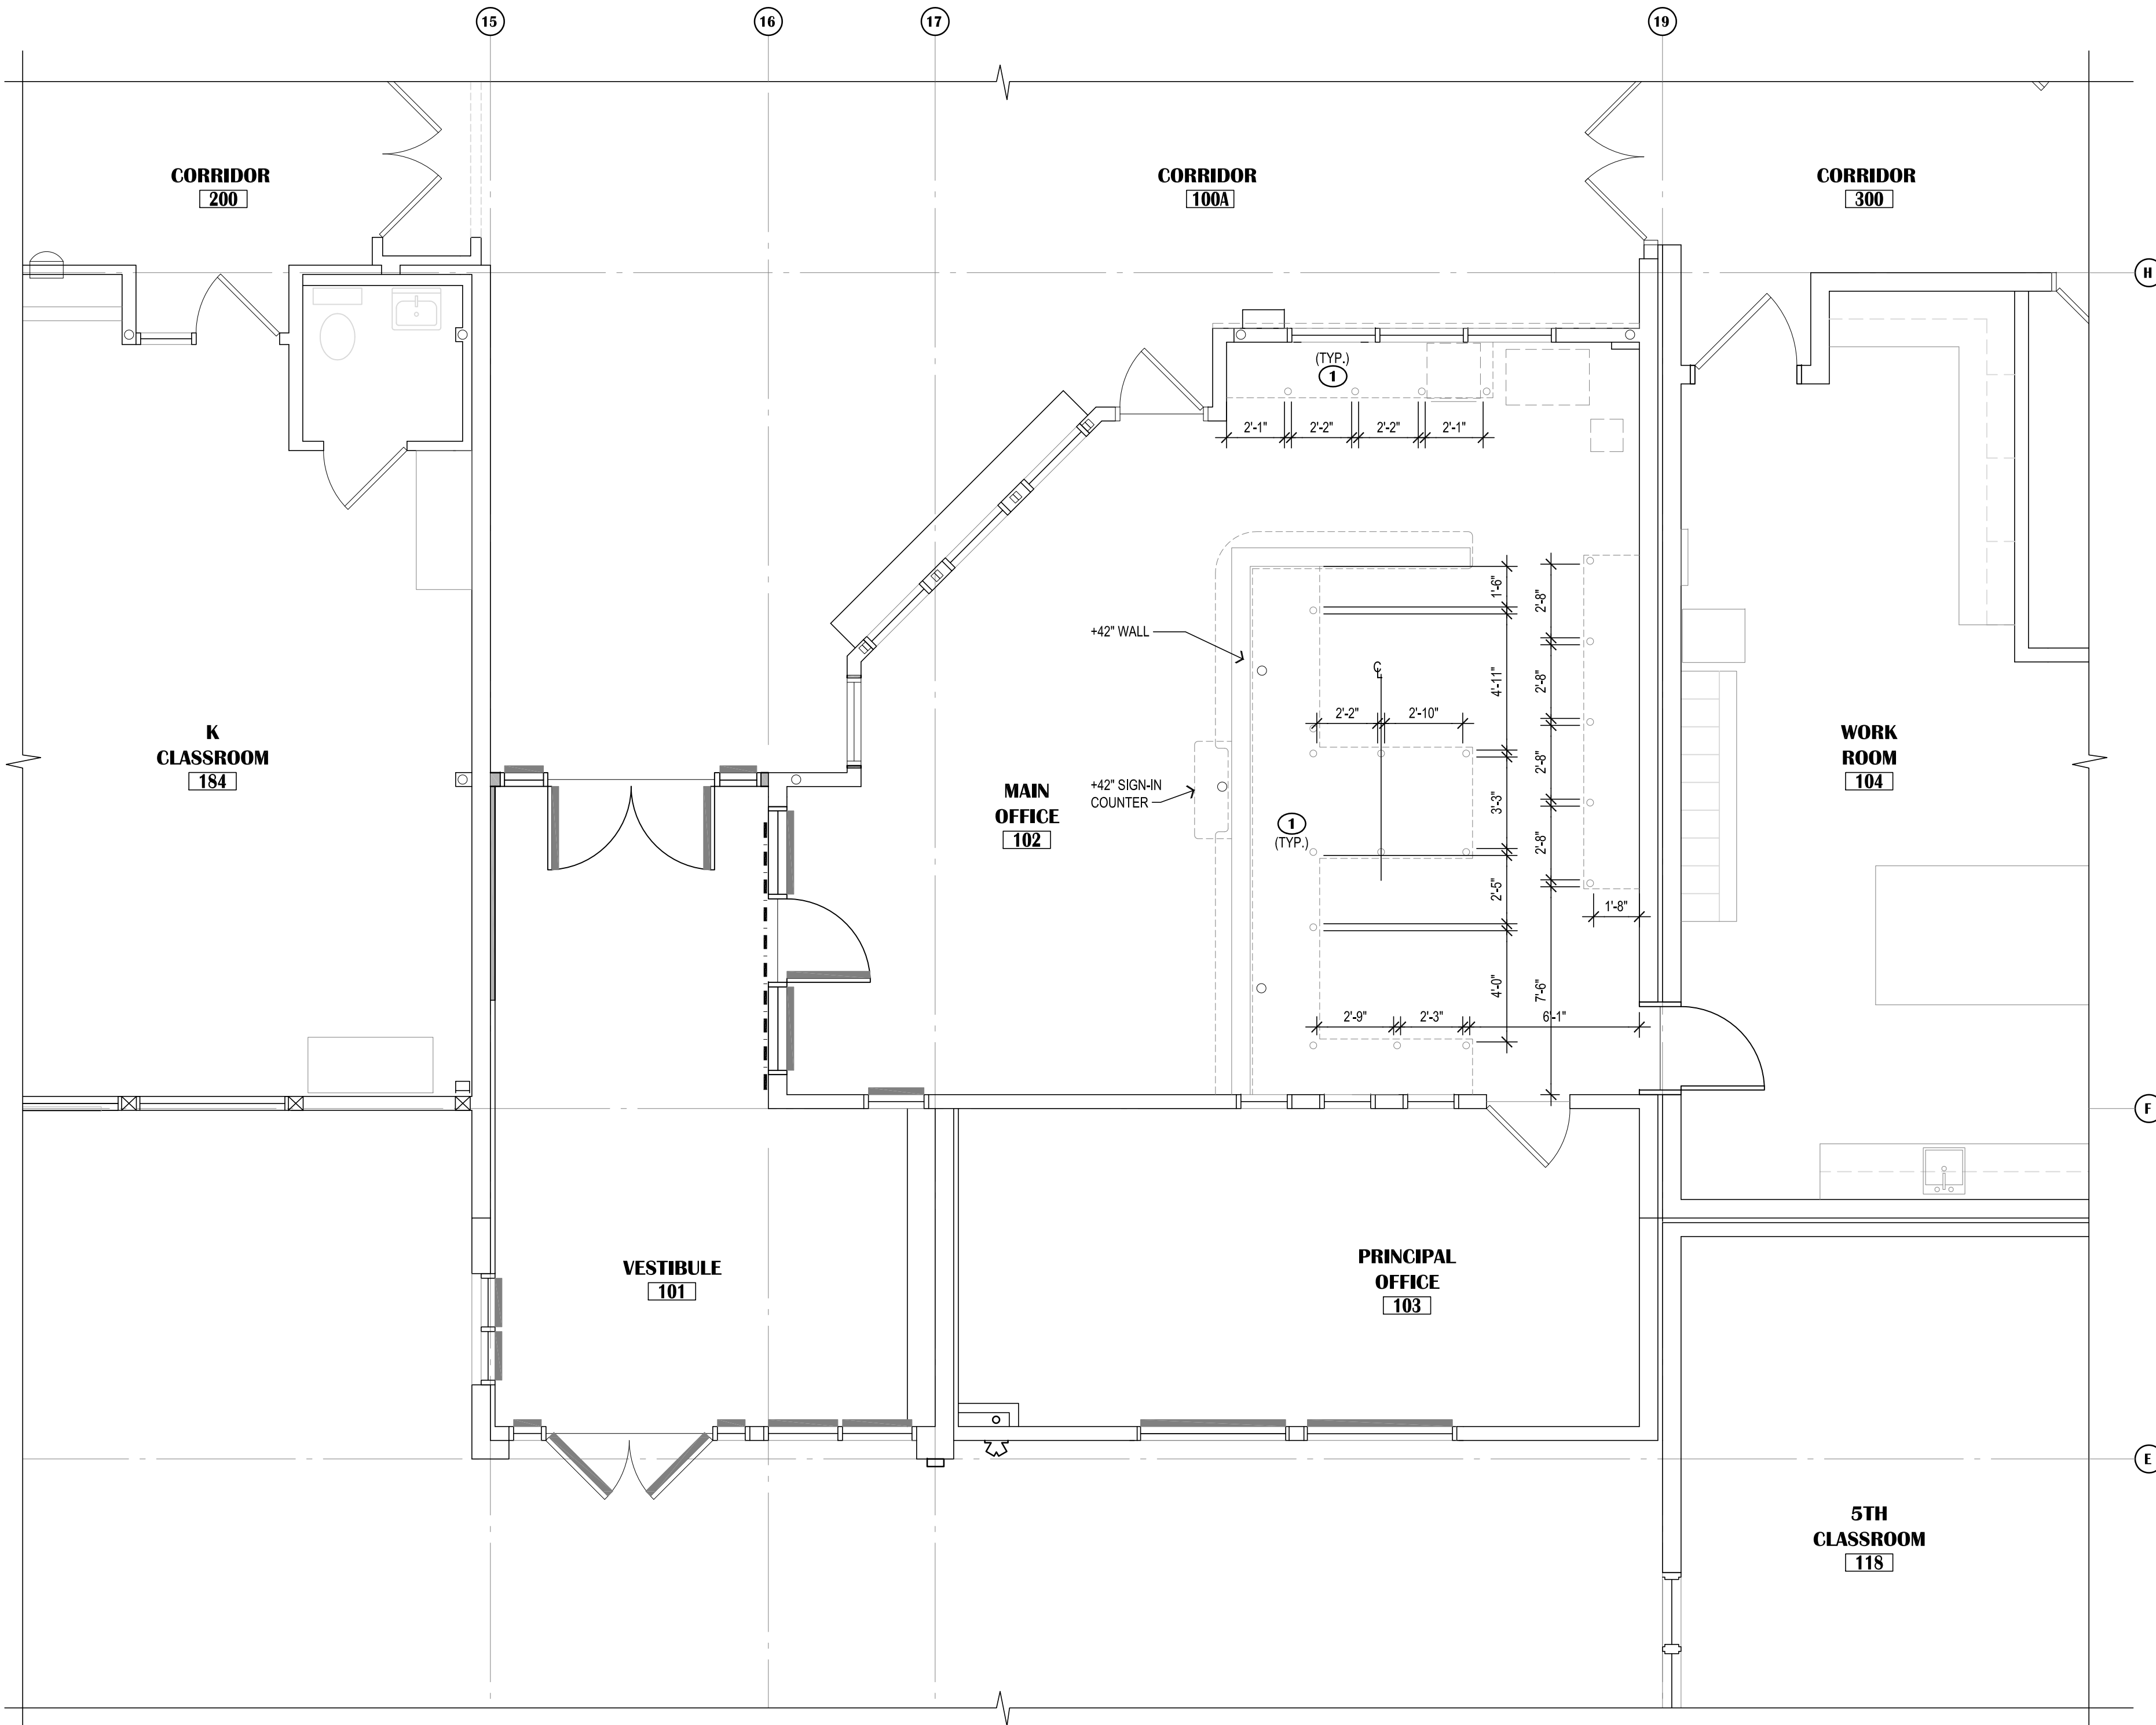 15
16
17
19
CORRIDOR
200
CORRIDOR
100A
CORRIDOR
300
H
(TYP.)
1
2'-1"
2'-2"
2'-2"
2'-1"
1'-6"
2'-8"
+42" WALL
4'-11"
2'-8"
2'-2"
2'-10"
K
CLASSROOM
184
WORK
ROOM
104
2'-8"
MAIN
OFFICE
102
+42" SIGN-IN
COUNTER
3'-3"
1
(TYP.)
2'-8"
2'-5"
1'-8"
4'-0"
7'-6"
2'-9"
2'-3"
6'-1"
F
VESTIBULE
101
PRINCIPAL
OFFICE
103
E
5TH
CLASSROOM
118